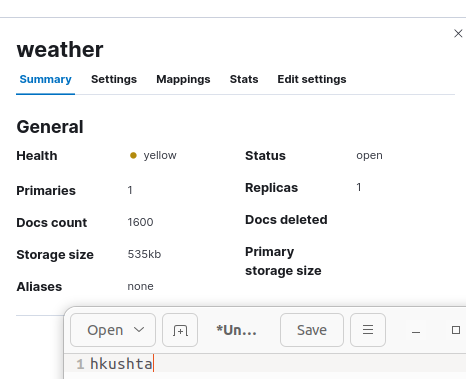 weather
Summary Settings Mappings Stats Edit settings
General
Health yellow Status open
Primaries 1 Replicas 1
Docs count 1600 Docs deleted
Storage size 535kb Primary storage size
Aliases none
Open *Un... Save
1 hkushta